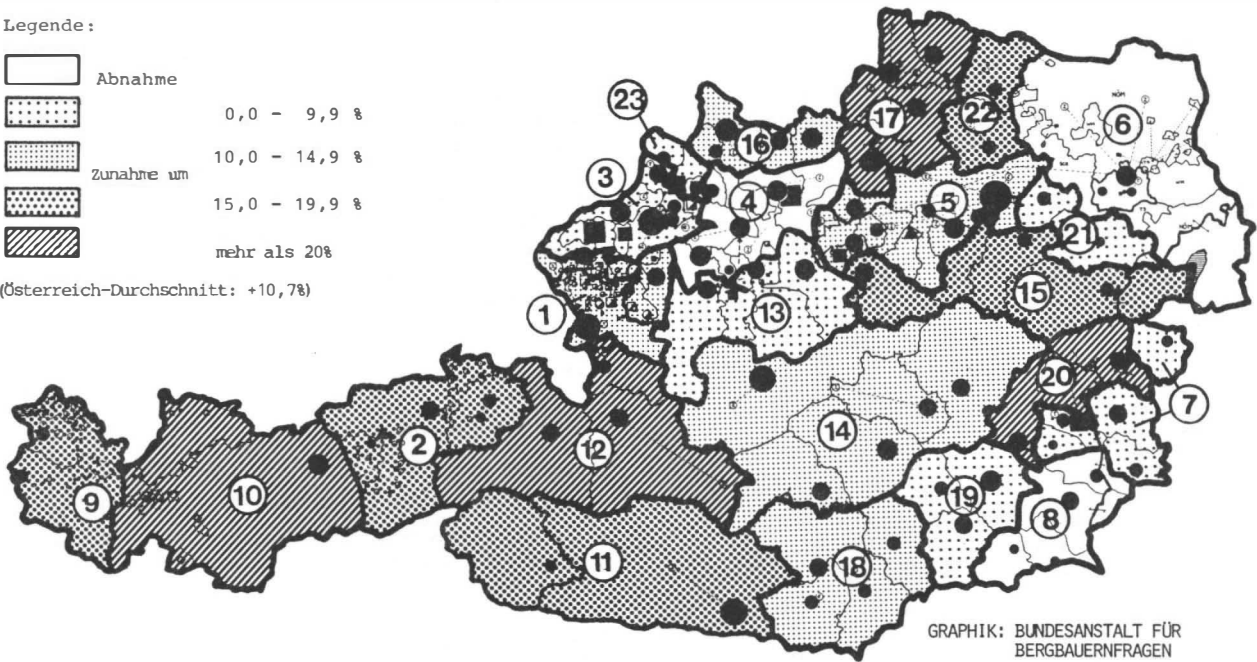 Legende:
Abnahme
0,0 - 9,9 %
10,0 - 14,9 %
Zunahme um
15,0 - 19,9 %
mehr als 20%
(Österreich-Durchschnitt: +10,7%)
23
3
1
16
4
17
22
6
5
21
13
15
20
7
14
2
12
9
10
11
19
8
18
NÖM
GRAPHIK: BUNDESANSTALT FÜR
BERGBAUERNFRAGEN